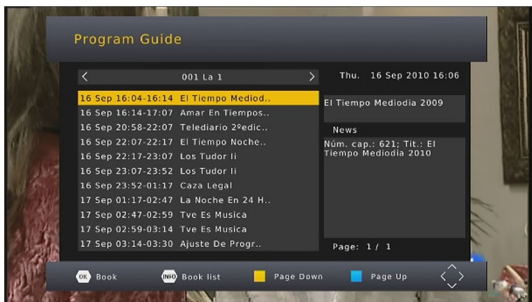 Program Guide
001 La 1
Thu. 16 Sep 2010 16:06
16 Sep 16:04-16:14 El Tiempo Mediod..
16 Sep 16:14-17:07 Amar En Tiempos..
16 Sep 20:58-22:07 Telediario 2ºedic..
16 Sep 22:07-22:17 El Tiempo Noche..
16 Sep 22:17-23:07 Los Tudor Ii
16 Sep 23:07-23:52 Los Tudor Ii
16 Sep 23:52-01:17 Caza Legal
17 Sep 01:17-02:47 La Noche En 24 H..
17 Sep 02:47-02:59 Tve Es Musica
17 Sep 02:59-03:14 Tve Es Musica
17 Sep 03:14-03:30 Ajuste De Progr..
El Tiempo Mediodia 2009
News
Núm. cap.: 621; Tit.: El
Tiempo Mediodia 2010
Page: 1/ 1
OK Book INFO Book list Page Down Page Up